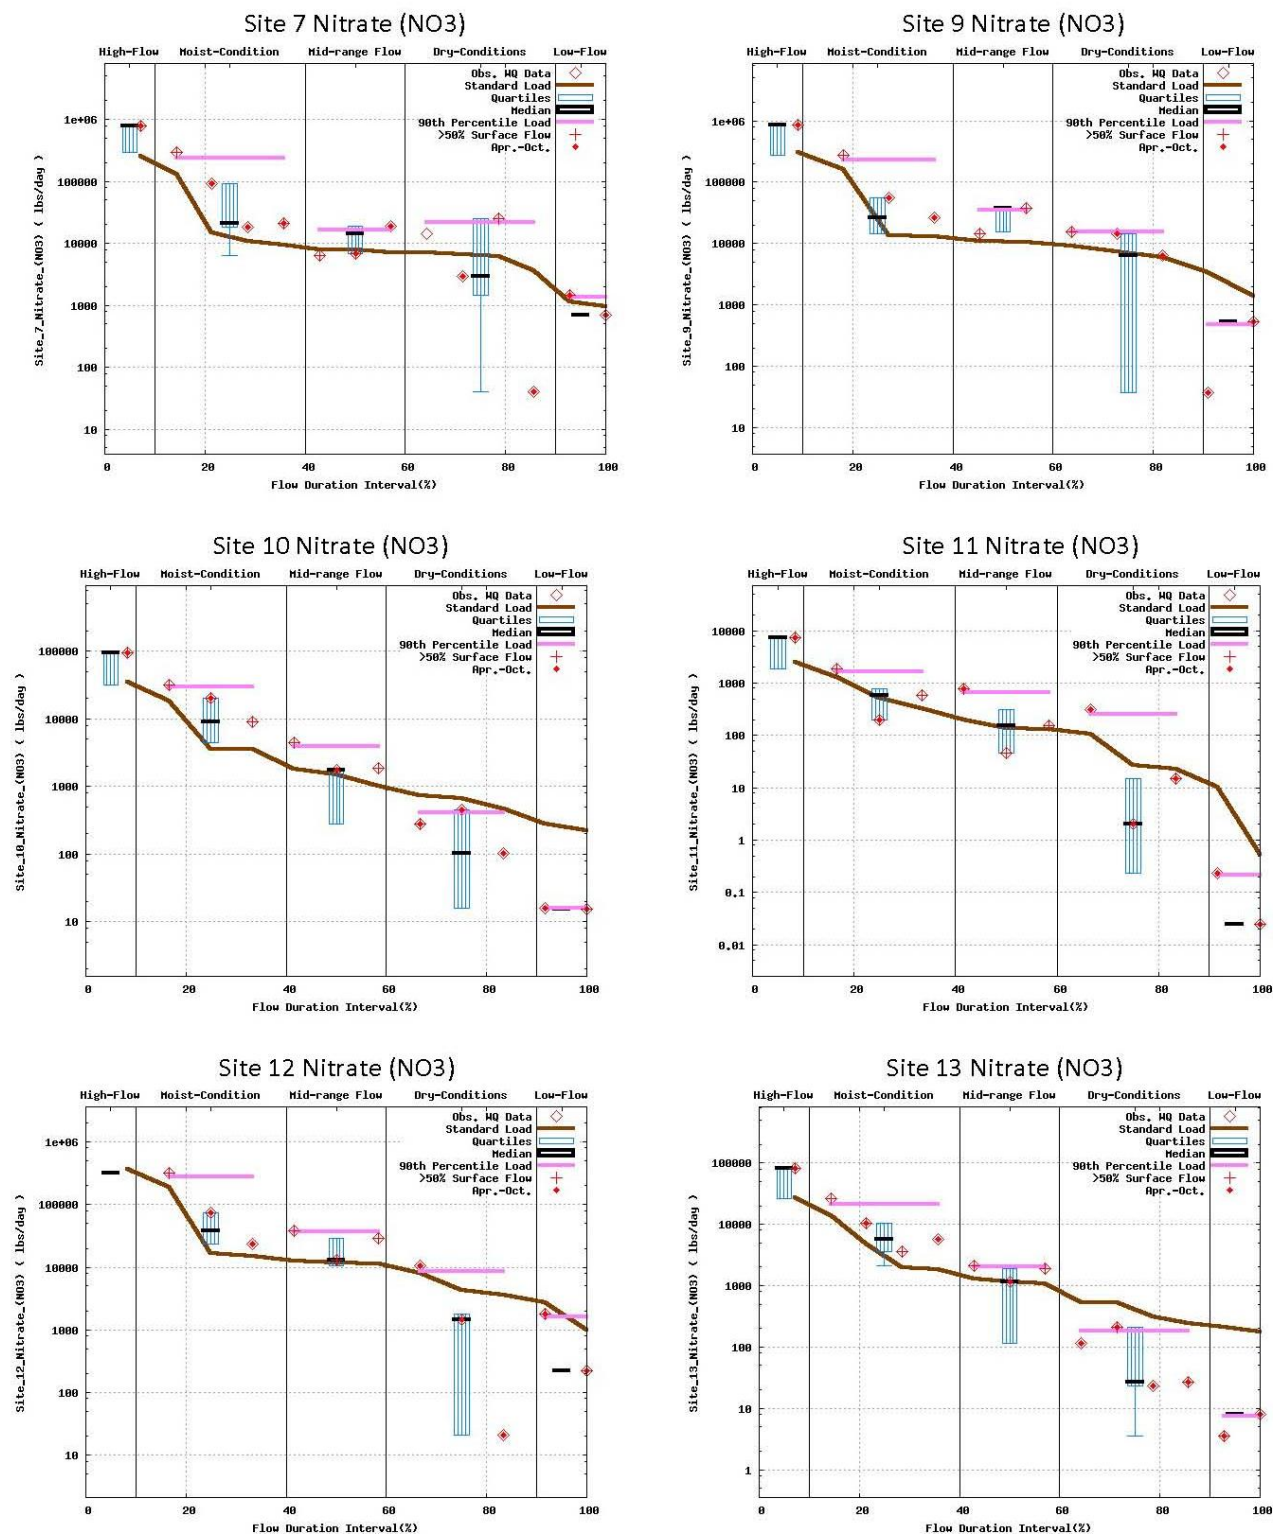 Site 7 Nitrate (NO3)
High-Flow Moist-Condition Mid-range Flow Dry-Conditions Low-Flow
Obs. WQ Data
Standard Load
Quartiles
Median
90th Percentile Load
>50% Surface Flow
Apr.-Oct.
Site_7_Nitrate_(NO3) ( lbs/day )
1e+06
100000
10000
1000
100
10
0 20 40 60 80 100
Flow Duration Interval(%)
Site 9 Nitrate (NO3)
High-Flow Moist-Condition Mid-range Flow Dry-Conditions Low-Flow
Obs. WQ Data
Standard Load
Quartiles
Median
90th Percentile Load
>50% Surface Flow
Apr.-Oct.
Site_9_Nitrate_(NO3) ( lbs/day )
1e+06
100000
10000
1000
100
10
0 20 40 60 80 100
Flow Duration Interval(%)
Site 10 Nitrate (NO3)
High-Flow Moist-Condition Mid-range Flow Dry-Conditions Low-Flow
Obs. WQ Data
Standard Load
Quartiles
Median
90th Percentile Load
>50% Surface Flow
Apr.-Oct.
Site_10_Nitrate_(NO3) ( lbs/day )
100000
10000
1000
100
10
0 20 40 60 80 100
Flow Duration Interval(%)
Site 11 Nitrate (NO3)
High-Flow Moist-Condition Mid-range Flow Dry-Conditions Low-Flow
Obs. WQ Data
Standard Load
Quartiles
Median
90th Percentile Load
>50% Surface Flow
Apr.-Oct.
Site_11_Nitrate_(NO3) ( lbs/day )
10000
1000
100
10
1
0.1
0.01
0 20 40 60 80 100
Flow Duration Interval(%)
Site 12 Nitrate (NO3)
High-Flow Moist-Condition Mid-range Flow Dry-Conditions Low-Flow
Obs. WQ Data
Standard Load
Quartiles
Median
90th Percentile Load
>50% Surface Flow
Apr.-Oct.
Site_12_Nitrate_(NO3) ( lbs/day )
1e+06
100000
10000
1000
100
10
0 20 40 60 80 100
Flow Duration Interval(%)
Site 13 Nitrate (NO3)
High-Flow Moist-Condition Mid-range Flow Dry-Conditions Low-Flow
Obs. WQ Data
Standard Load
Quartiles
Median
90th Percentile Load
>50% Surface Flow
Apr.-Oct.
Site_13_Nitrate_(NO3) ( lbs/day )
100000
10000
1000
100
10
1
0 20 40 60 80 100
Flow Duration Interval(%)